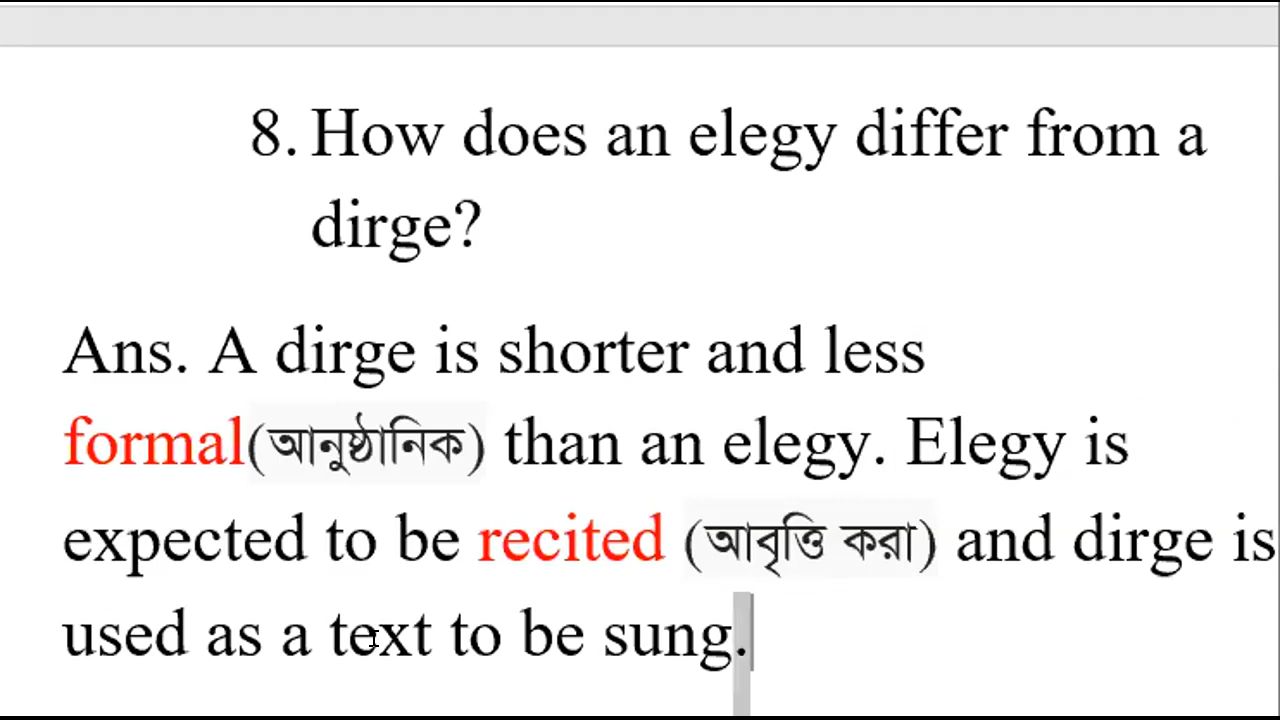 8. How does an elegy differ from a
dirge?
Ans. A dirge is shorter and less
formal(আনুষ্ঠানিক) than an elegy. Elegy is
expected to be recited (আবৃত্তি করা) and dirge is
used as a text to be sung.